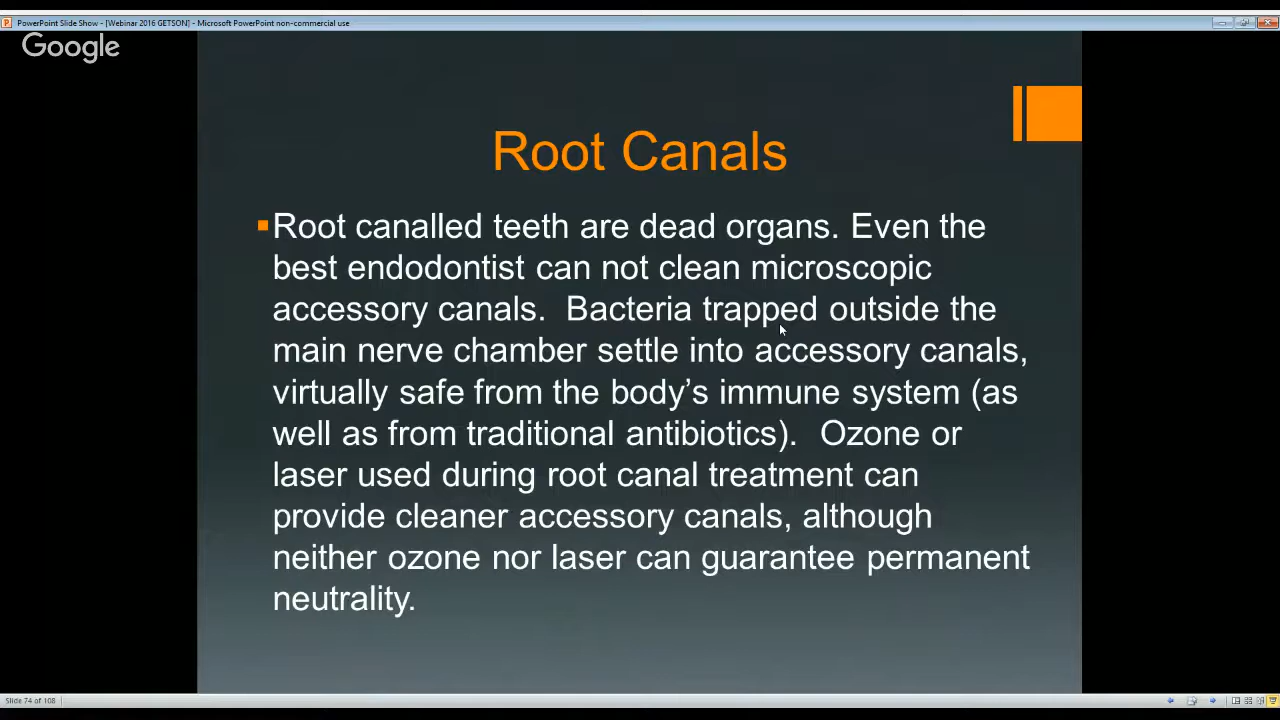 PowerPoint Slide Show - [Webinar 2016 GETSON] - Microsoft PowerPoint non-commercial use
Google
Root Canals
Root canalled teeth are dead organs. Even the
best endodontist can not clean microscopic
accessory canals.  Bacteria trapped outside the
main nerve chamber settle into accessory canals,
virtually safe from the body’s immune system (as
well as from traditional antibiotics).  Ozone or
laser used during root canal treatment can
provide cleaner accessory canals, although
neither ozone nor laser can guarantee permanent
neutrality.
Slide 74 of 108